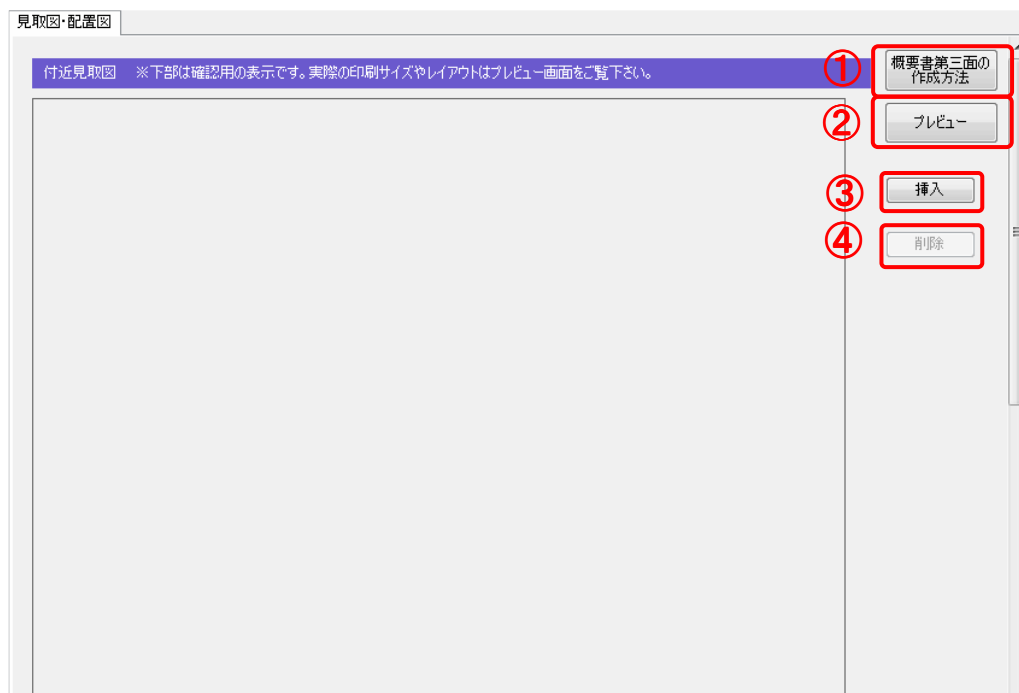 見取図・配置図
付近見取図 ※下部は確認用の表示です。実際の印刷サイズやレイアウトはプレビュー画面をご覧下さい。
① 概要書第三面の
作成方法
② プレビュー
③ 挿入
④ 削除